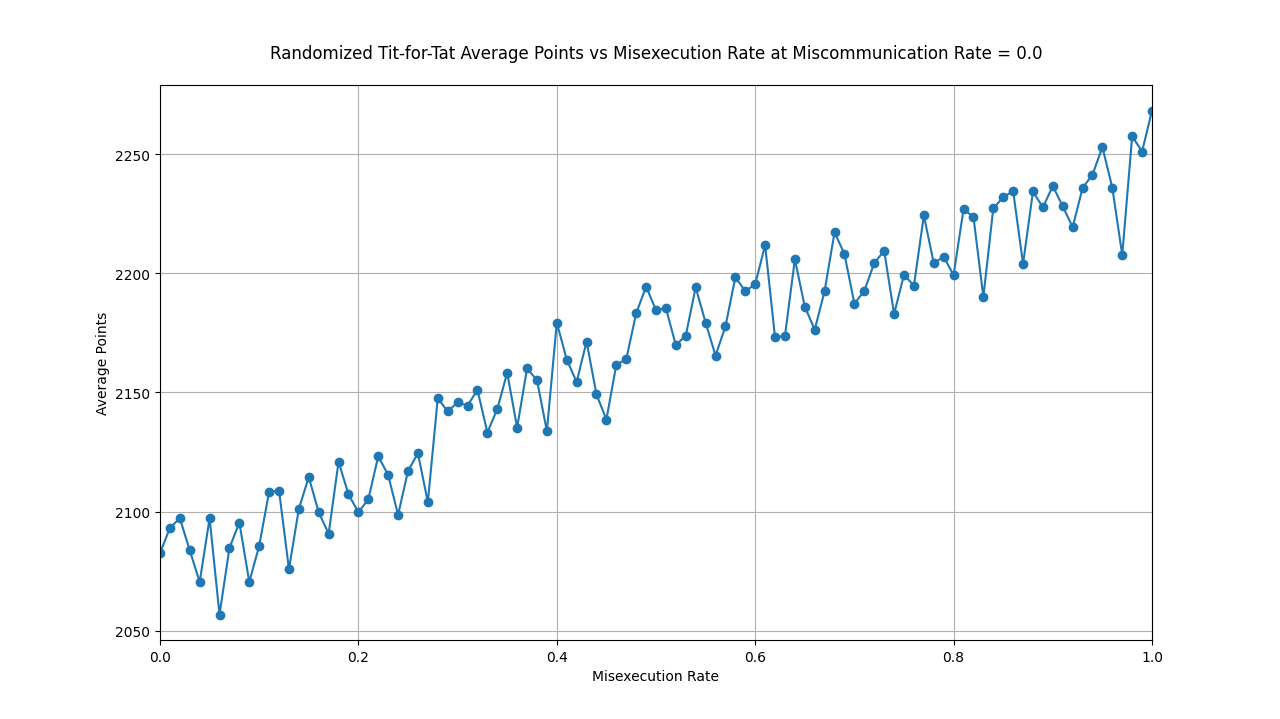 Randomized Tit-for-Tat Average Points vs Misexecution Rate at Miscommunication Rate = 0.0
Average Points
2250
2200
2150
2100
2050
0.0 0.2 0.4 0.6 0.8 1.0
Misexecution Rate